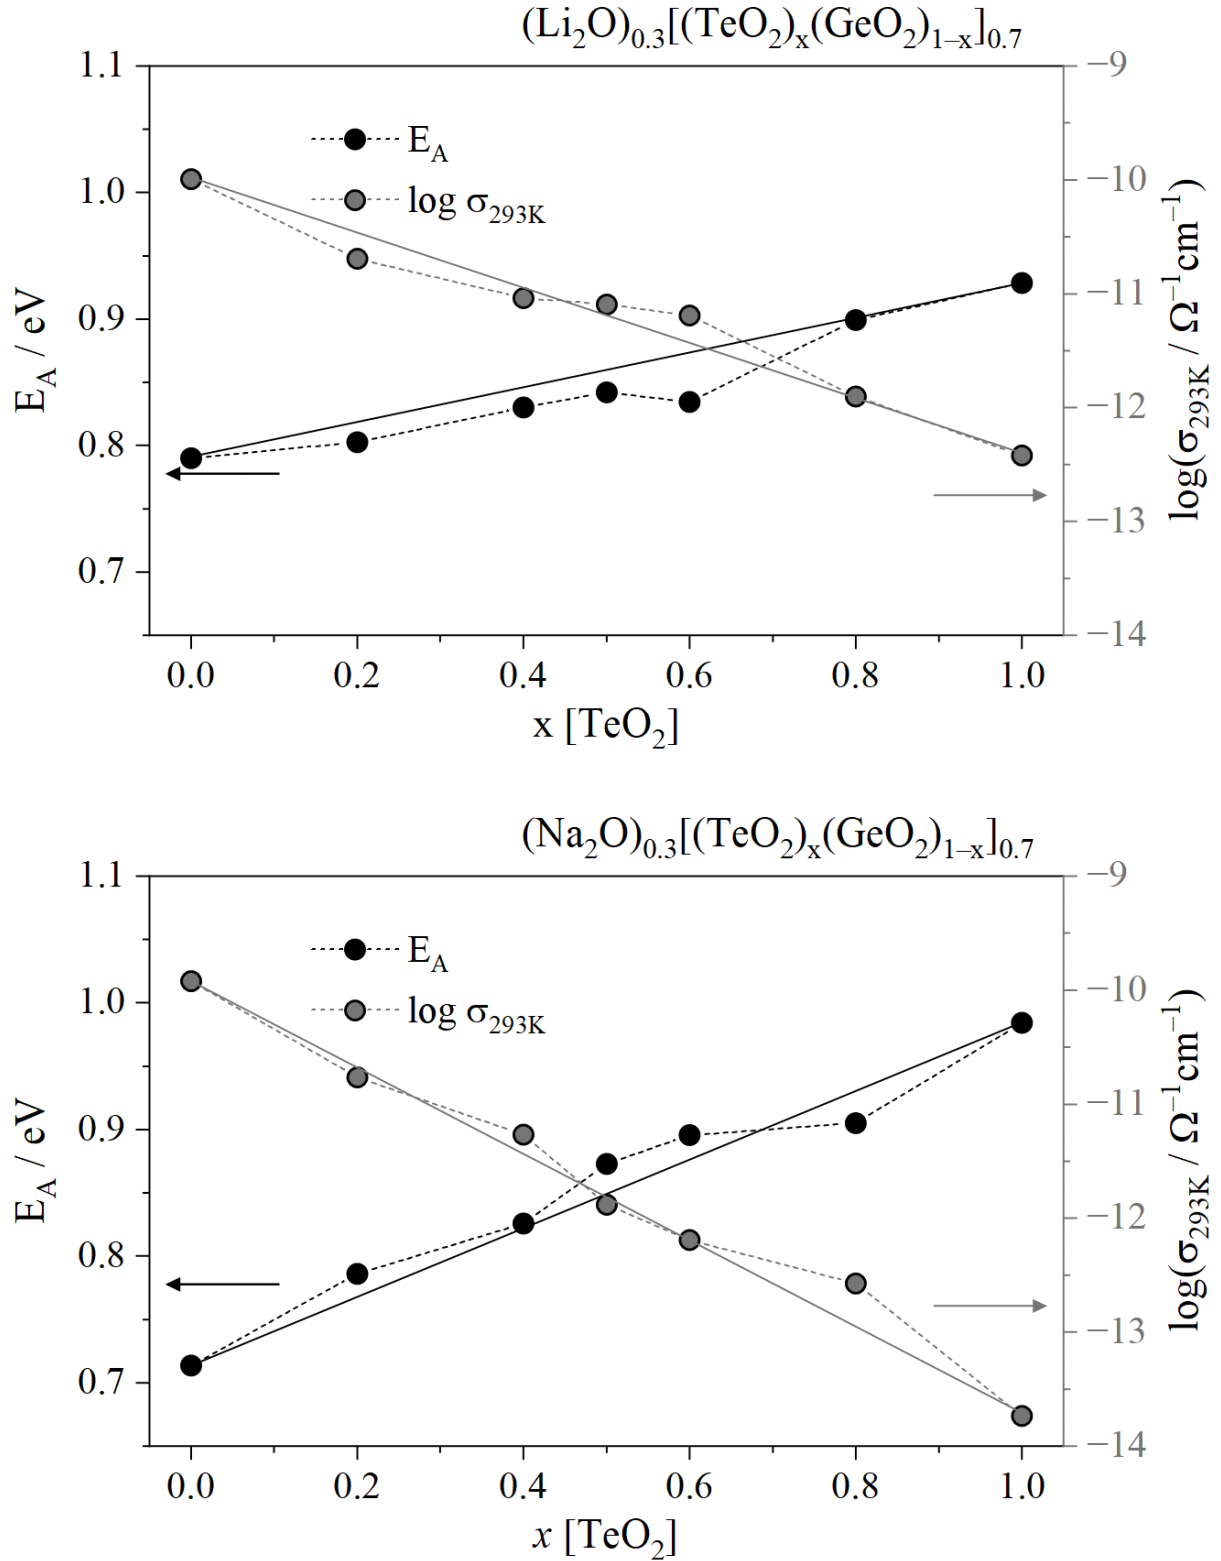 (Li₂O)₀.₃[(TeO₂)ₓ(GeO₂)₁₋ₓ]₀.₇
1.1
1.0
0.9
0.8
0.7
E_A / eV
E_A
log σ₂₉₃K
−9
−10
−11
−12
−13
−14
log(σ₂₉₃K / Ω⁻¹cm⁻¹)
0.0 0.2 0.4 0.6 0.8 1.0
x [TeO₂]
(Na₂O)₀.₃[(TeO₂)ₓ(GeO₂)₁₋ₓ]₀.₇
1.1
1.0
0.9
0.8
0.7
E_A / eV
E_A
log σ₂₉₃K
−9
−10
−11
−12
−13
−14
log(σ₂₉₃K / Ω⁻¹cm⁻¹)
0.0 0.2 0.4 0.6 0.8 1.0
x [TeO₂]